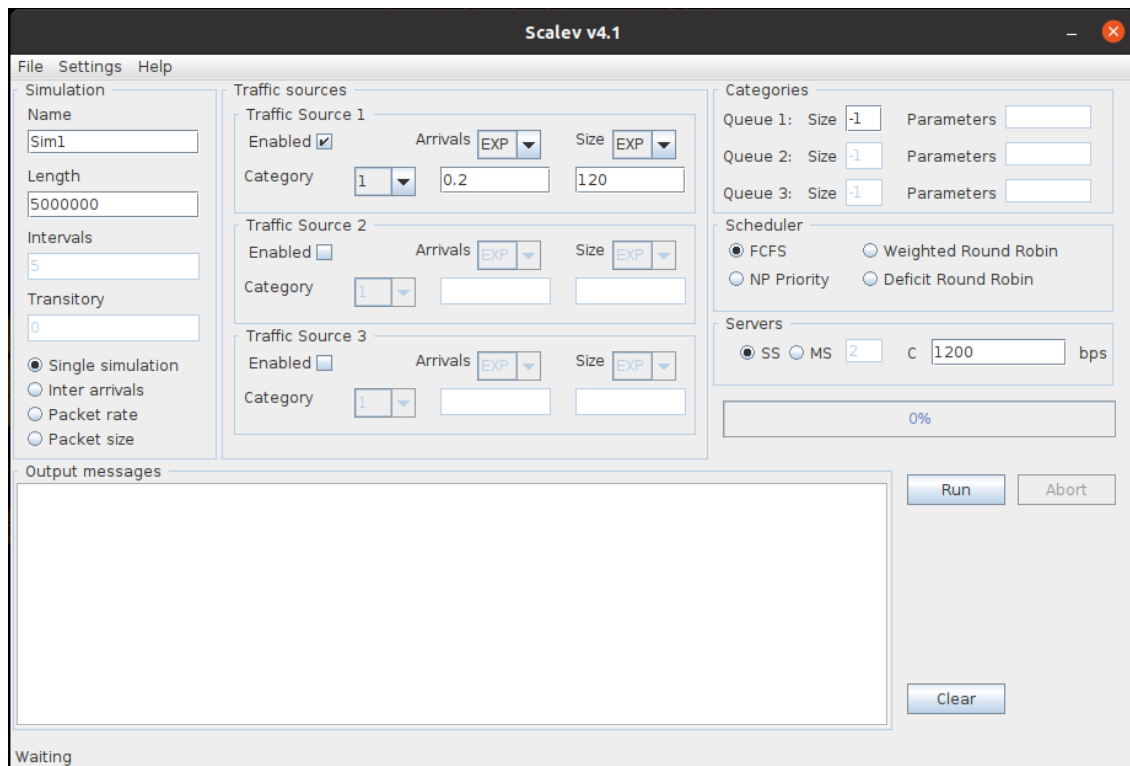 Scalev v4.1
File Settings Help
Simulation
Name
Sim1
Length
5000000
Intervals
5
Transitory
0
Single simulation
Inter arrivals
Packet rate
Packet size
Traffic sources
Traffic Source 1
Enabled Arrivals EXP Size EXP
Category 1 0.2 120
Traffic Source 2
Enabled Arrivals EXP Size EXP
Category 1
Traffic Source 3
Enabled Arrivals EXP Size EXP
Category 1
Categories
Queue 1: Size -1 Parameters
Queue 2: Size -1 Parameters
Queue 3: Size -1 Parameters
Scheduler
FCFS Weighted Round Robin
NP Priority Deficit Round Robin
Servers
SS MS 2 C 1200 bps
0%
Output messages
Run Abort
Clear
Waiting